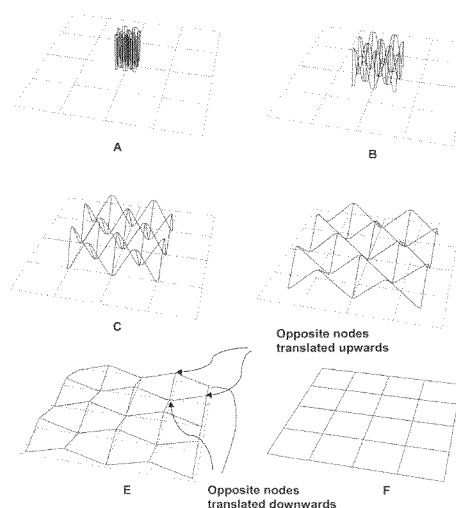 A
B
C
Opposite nodes
translated upwards
E
Opposite nodes
translated downwards
F